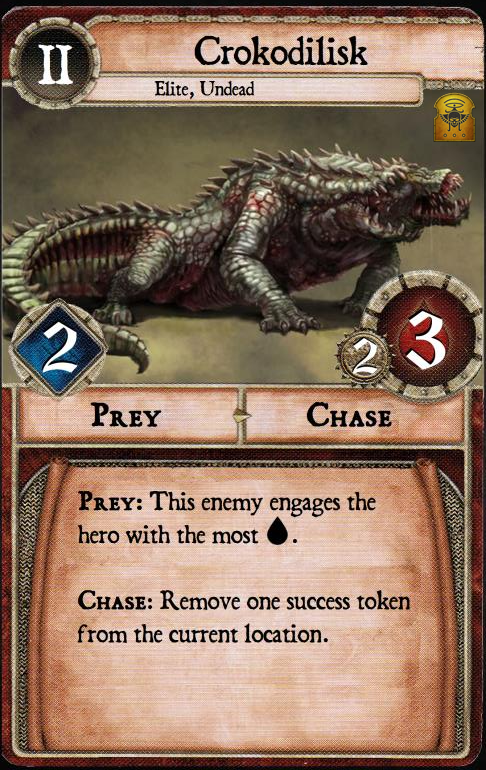 II
Crokodilisk
Elite, Undead
2
2
3
Prey
Chase
Prey: This enemy engages the
hero with the most .
Chase: Remove one success token
from the current location.